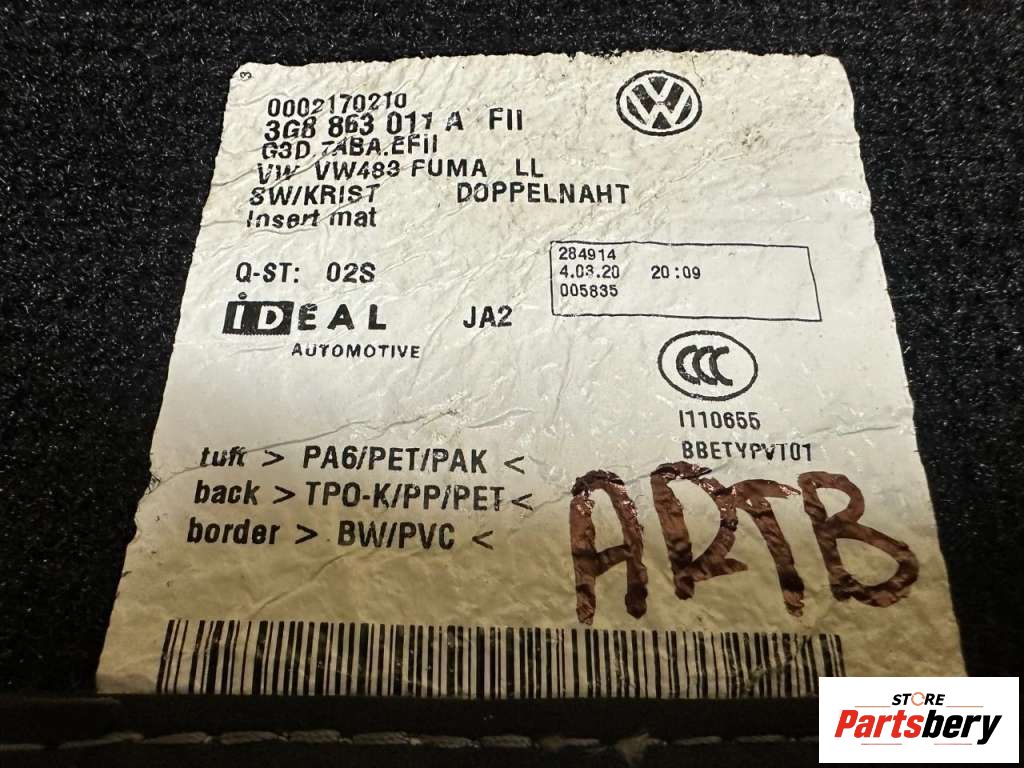 3
0002170210
3G8 863 011 A FII
G3D 7ABA.EFII
VW VW483 FUMA LL
SW/KRIST DOPPELNAHT
Insert mat
Q-ST: 02S
284914
4.03.20 20:09
005835
iDEAL JA2
AUTOMOTIVE
CCC
I110655
BBETYPVT01
tuft > PA6/PET/PAK <
back > TPO-K/PP/PET <
border > BW/PVC <
ADTB
STORE
Partsbery